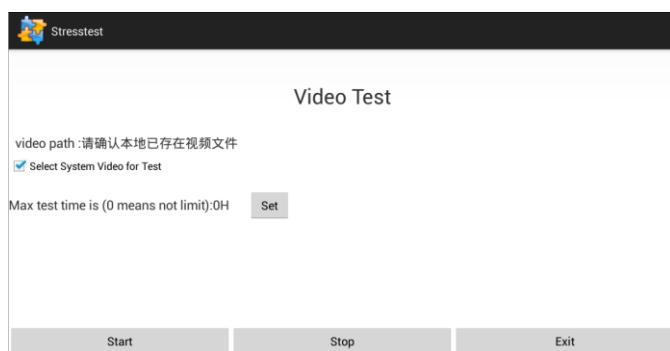 Stresstest
Video Test
video path :请确认本地已存在视频文件
Select System Video for Test
Max test time is (0 means not limit):0H Set
Start Stop Exit